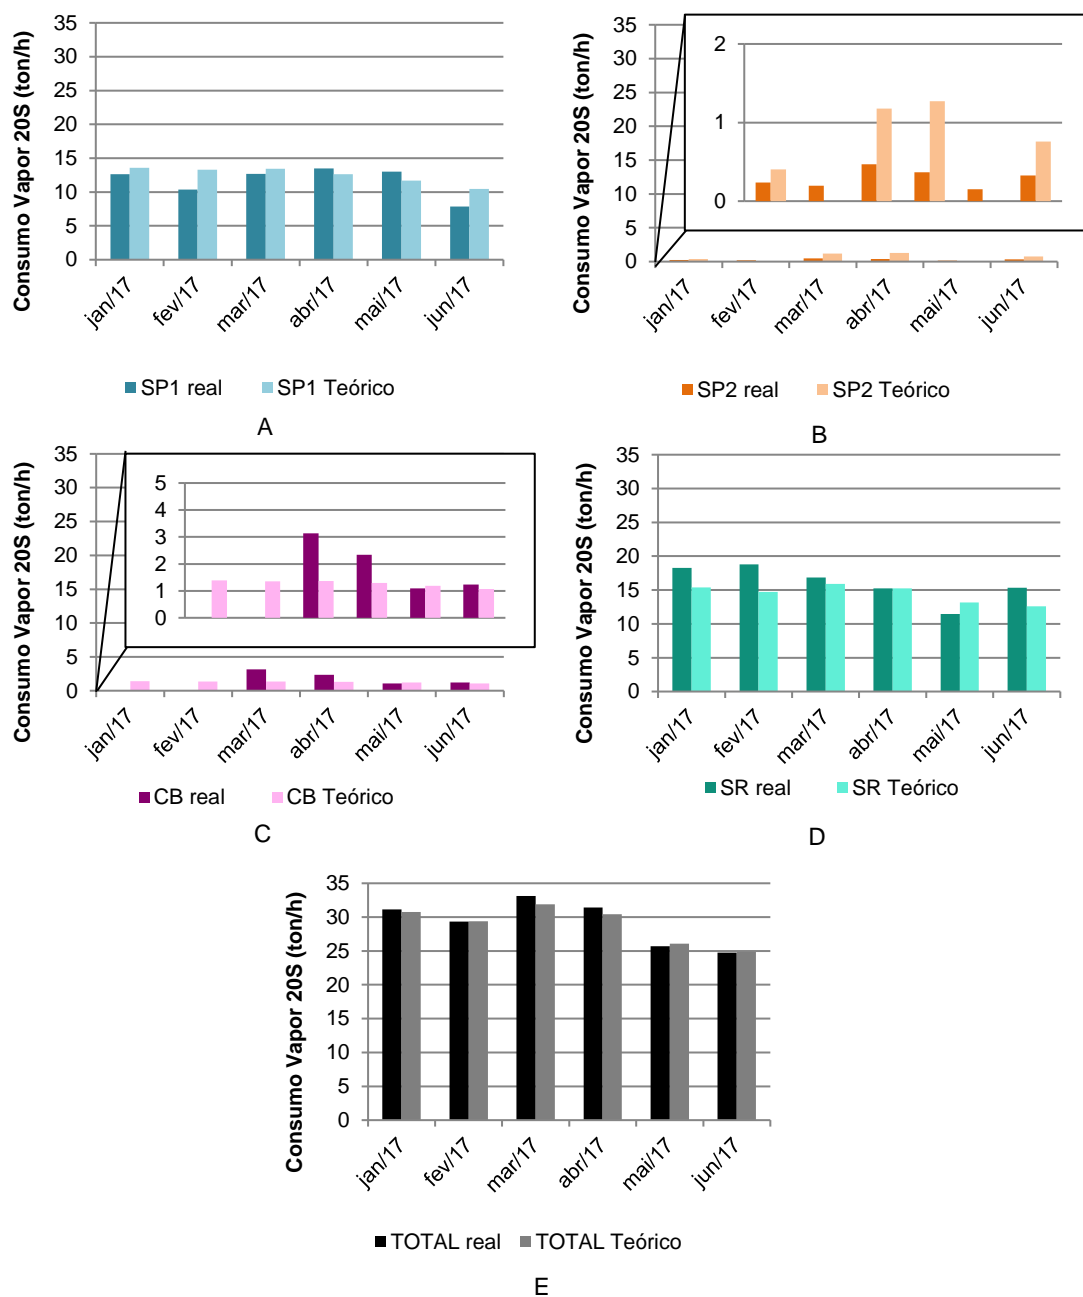 Consumo Vapor 20S (ton/h)
35
30
25
20
15
10
5
0
jan/17
fev/17
mar/17
abr/17
mai/17
jun/17
SP1 real
SP1 Teórico
A
Consumo Vapor 20S (ton/h)
35
30
25
20
15
10
5
0
2
1
0
jan/17
fev/17
mar/17
abr/17
mai/17
jun/17
SP2 real
SP2 Teórico
B
Consumo Vapor 20S (ton/h)
35
30
25
20
15
10
5
0
5
4
3
2
1
0
jan/17
fev/17
mar/17
abr/17
mai/17
jun/17
CB real
CB Teórico
C
Consumo Vapor 20S (ton/h)
35
30
25
20
15
10
5
0
jan/17
fev/17
mar/17
abr/17
mai/17
jun/17
SR real
SR Teórico
D
Consumo Vapor 20S (ton/h)
35
30
25
20
15
10
5
0
jan/17
fev/17
mar/17
abr/17
mai/17
jun/17
TOTAL real
TOTAL Teórico
E